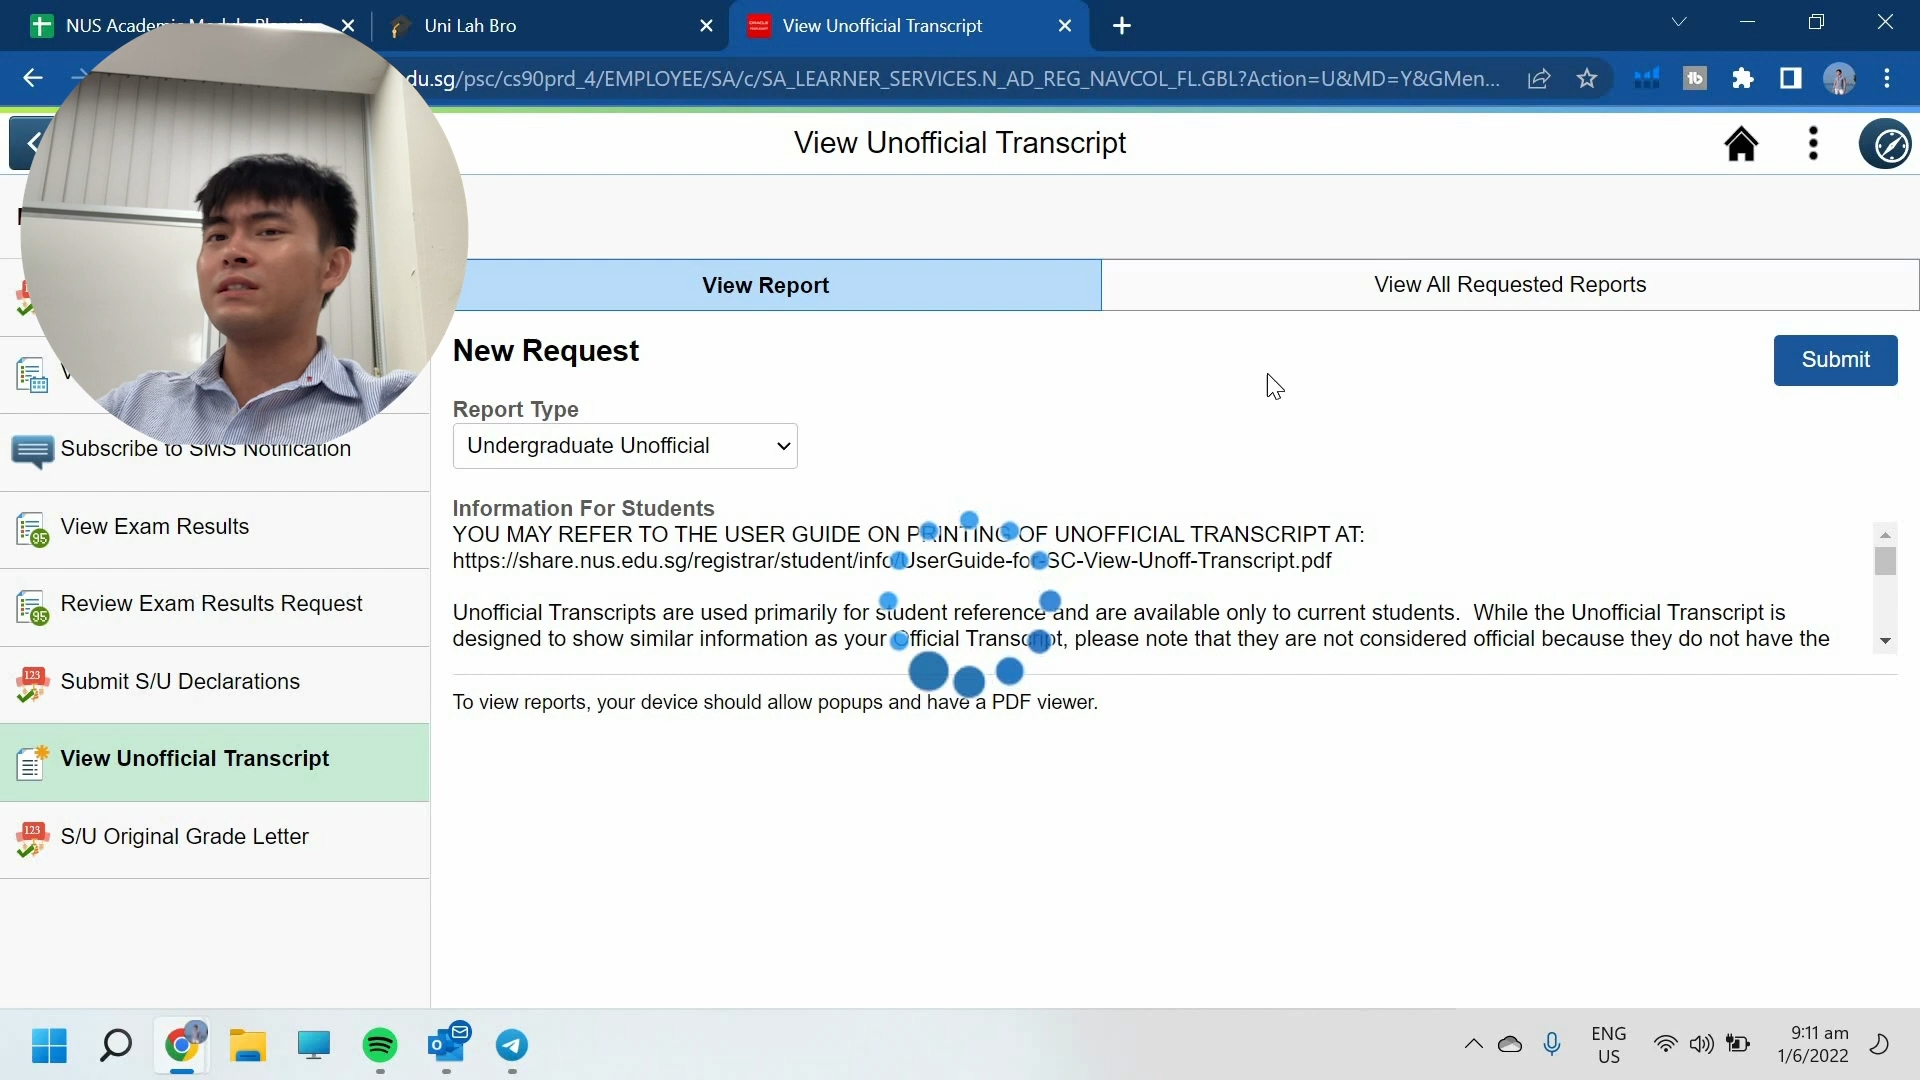 NUS Academic Module Planning
Uni Lah Bro
View Unofficial Transcript
du.sg/psc/cs90prd_4/EMPLOYEE/SA/c/SA_LEARNER_SERVICES.N_AD_REG_NAVCOL_FL.GBL?Action=U&MD=Y&GMen...
View Unofficial Transcript
View Report
View All Requested Reports
New Request
Submit
Report Type
Undergraduate Unofficial
Information For Students
YOU MAY REFER TO THE USER GUIDE ON PRINTING OF UNOFFICIAL TRANSCRIPT AT:
https://share.nus.edu.sg/registrar/student/info/UserGuide-for-SC-View-Unoff-Transcript.pdf
Unofficial Transcripts are used primarily for student reference and are available only to current students. While the Unofficial Transcript is
designed to show similar information as your Official Transcript, please note that they are not considered official because they do not have the
To view reports, your device should allow popups and have a PDF viewer.
Subscribe to SMS Notification
95
View Exam Results
95
Review Exam Results Request
123
Submit S/U Declarations
View Unofficial Transcript
123
S/U Original Grade Letter
ENG
US
9:11 am
1/6/2022